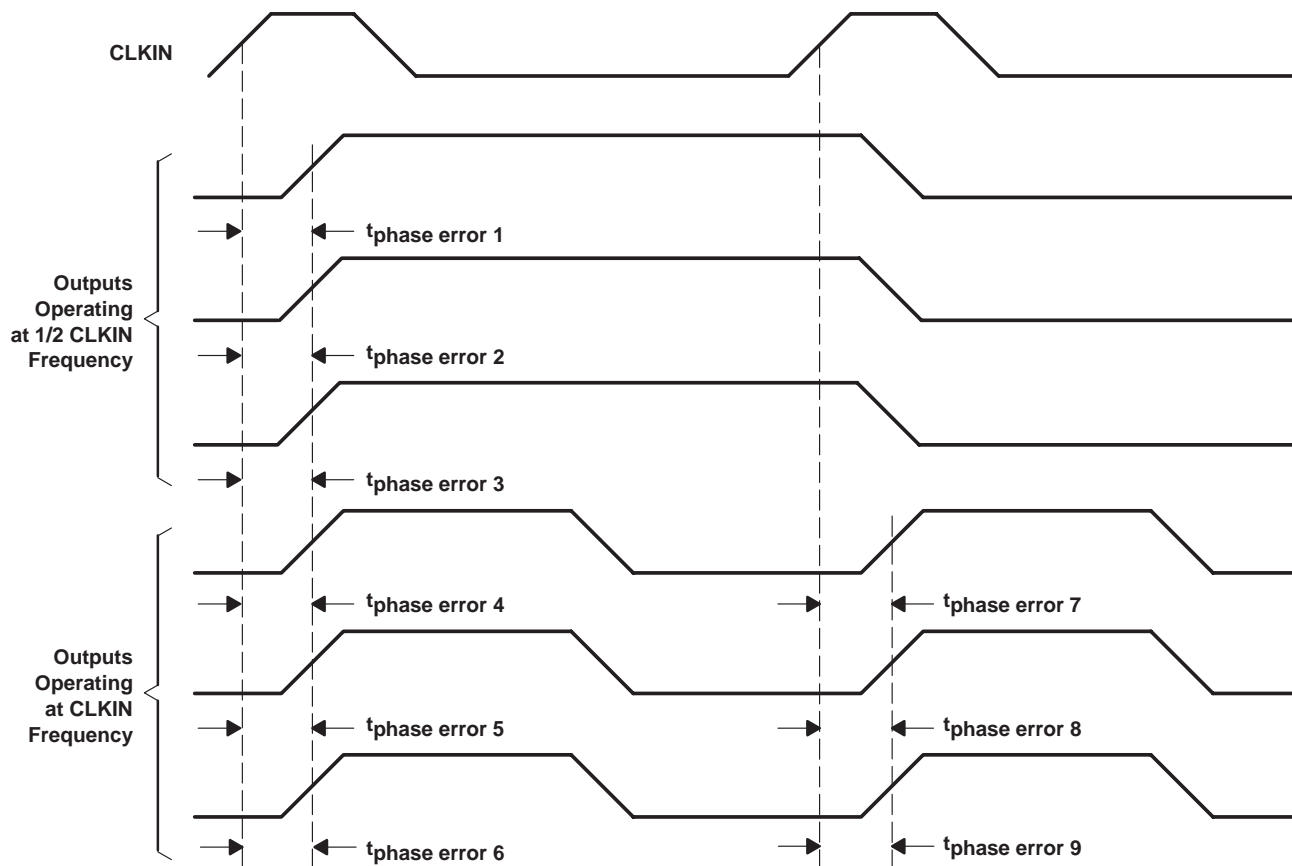 CLKIN
tphase error 1
Outputs
Operating
at 1/2 CLKIN
Frequency
tphase error 2
tphase error 3
tphase error 4
tphase error 7
Outputs
Operating
at CLKIN
Frequency
tphase error 5
tphase error 8
tphase error 6
tphase error 9